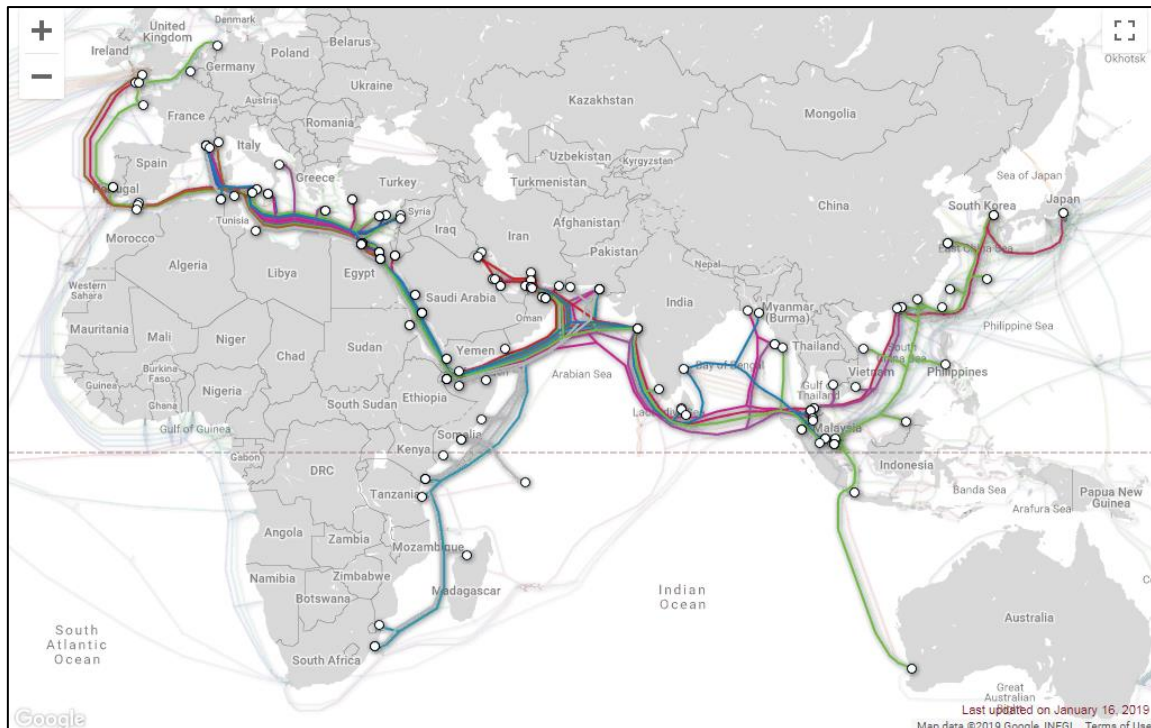 +
−
Denmark
United
Kingdom
Ireland
Belarus
Poland
Germany
Ukraine
Austria
France
Romania
Italy
Spain
Portugal
Greece
Turkey
Syria
Tunisia
Morocco
Algeria
Libya
Egypt
Iraq
Iran
Western
Sahara
Mauritania
Mali
Niger
Chad
Sudan
Saudi Arabia
Oman
Yemen
Burkina
Faso
Guinea
Ghana
Nigeria
Gulf of Guinea
South Sudan
Ethiopia
Somalia
Gabon
DRC
Kenya
Tanzania
Angola
Zambia
Mozambique
Zimbabwe
Namibia
Botswana
Madagascar
South Africa
South
Atlantic
Ocean
Kazakhstan
Mongolia
Uzbekistan
Kyrgyzstan
Turkmenistan
Afghanistan
Pakistan
Nepal
India
China
Myanmar
(Burma)
Thailand
Vietnam
Gulf of
Thailand
Bay of Bengal
Arabian Sea
Malaysia
Indonesia
Philippines
Philippine Sea
East China Sea
South Korea
Japan
Sea of Japan
Okhotsk
Banda Sea
Arafura Sea
Papua New
Guinea
Indian
Ocean
Australia
Great
Australian
Last updated on January 16, 2019
Google
Map data ©2019 Google, INEGI
Terms of Use